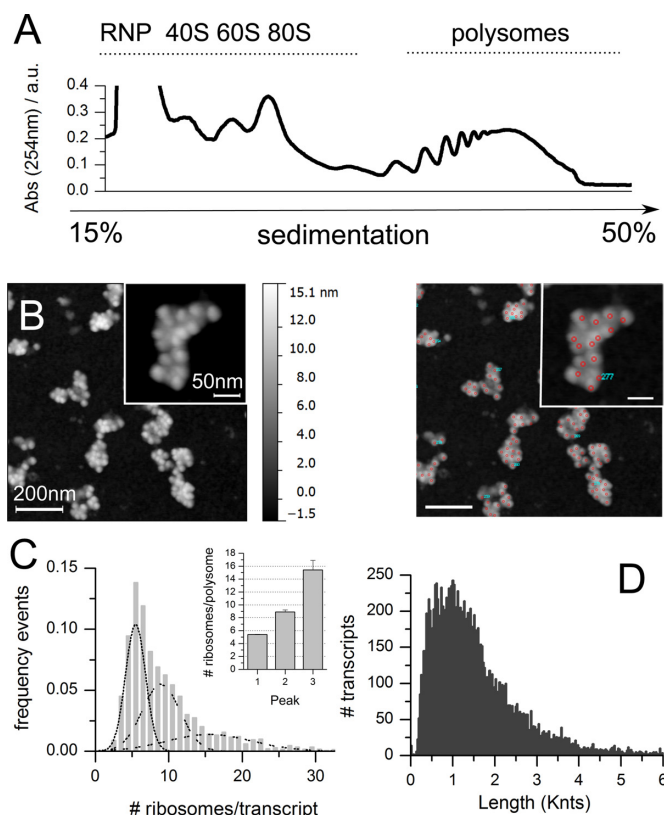 A
RNP 40S 60S 80S
polysomes
Abs (254nm) / a.u.
0.4
0.3
0.2
0.1
0.0
15%
sedimentation
50%
B
50nm
200nm
15.1 nm
12.0
10.0
8.0
6.0
4.0
2.0
0.0
−1.5
277
C
frequency events
0.15
0.10
0.05
0.00
0
10
20
30
# ribosomes/transcript
# ribosomes/polysome
18
16
14
12
10
8
6
4
2
0
1
2
3
Peak
D
# transcripts
250
200
150
100
50
0
0
1
2
3
4
5
6
Length (Knts)